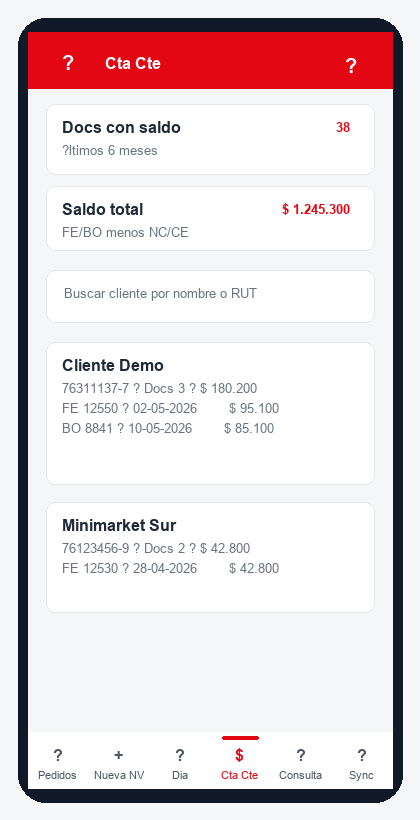 ? Cta Cte ?
Docs con saldo 38
?ltimos 6 meses
Saldo total $ 1.245.300
FE/BO menos NC/CE
Buscar cliente por nombre o RUT
Cliente Demo
76311137-7 ? Docs 3 ? $ 180.200
FE 12550 ? 02-05-2026 $ 95.100
BO 8841 ? 10-05-2026 $ 85.100
Minimarket Sur
76123456-9 ? Docs 2 ? $ 42.800
FE 12530 ? 28-04-2026 $ 42.800
? + ? $ ? ?
Pedidos Nueva NV Dia Cta Cte Consulta Sync